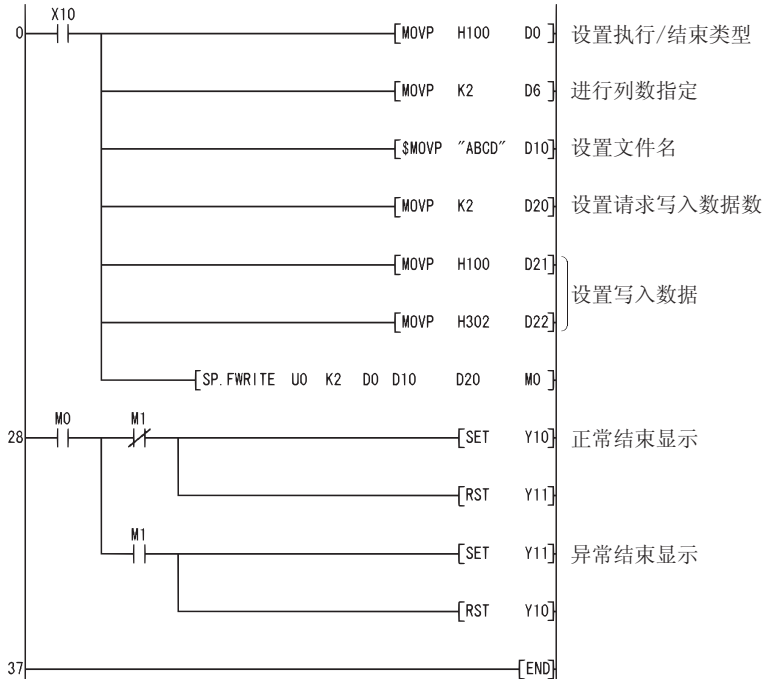 X10
0 [MOVP H100 D0] 设置执行/结束类型
[MOVP K2 D6] 进行列数指定
[$MOVP "ABCD" D10] 设置文件名
[MOVP K2 D20] 设置请求写入数据数
[MOVP H100 D21]
设置写入数据
[MOVP H302 D22]
[SP.FWRITE U0 K2 D0 D10 D20 M0]
M0 M1
28 [SET Y10] 正常结束显示
[RST Y11]
M1
[SET Y11] 异常结束显示
[RST Y10]
37 [END]